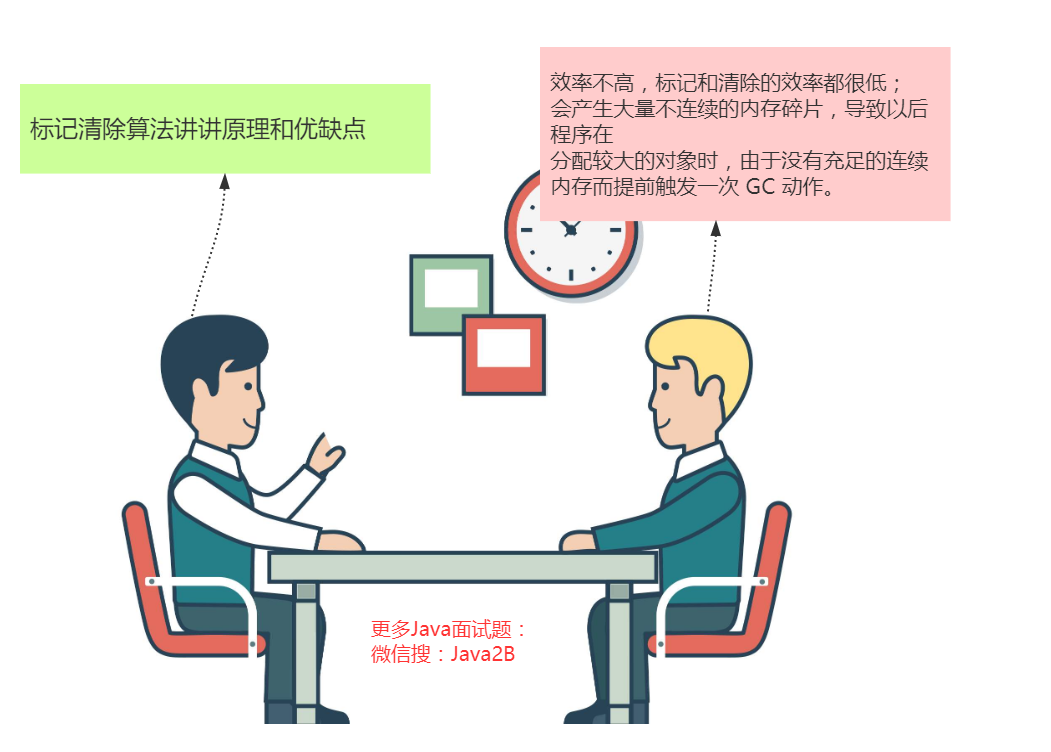 标记清除算法讲讲原理和优缺点
效率不高，标记和清除的效率都很低；
会产生大量不连续的内存碎片，导致以后
程序在
分配较大的对象时，由于没有充足的连续
内存而提前触发一次 GC 动作。
更多Java面试题：
微信搜：Java2B